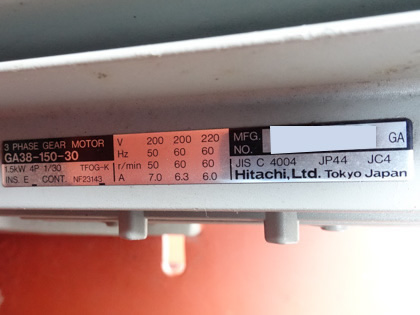 3 PHASE GEAR MOTOR
GA38-150-30
1.5kW 4P 1/30 TFOG-K
INS. E CONT. NF23143
V 200 200 220
Hz 50 60 60
r/min 50 60 60
A 7.0 6.3 6.0
MFG. NO. GA
JIS C 4004 JP44 JC4
Hitachi, Ltd. Tokyo Japan